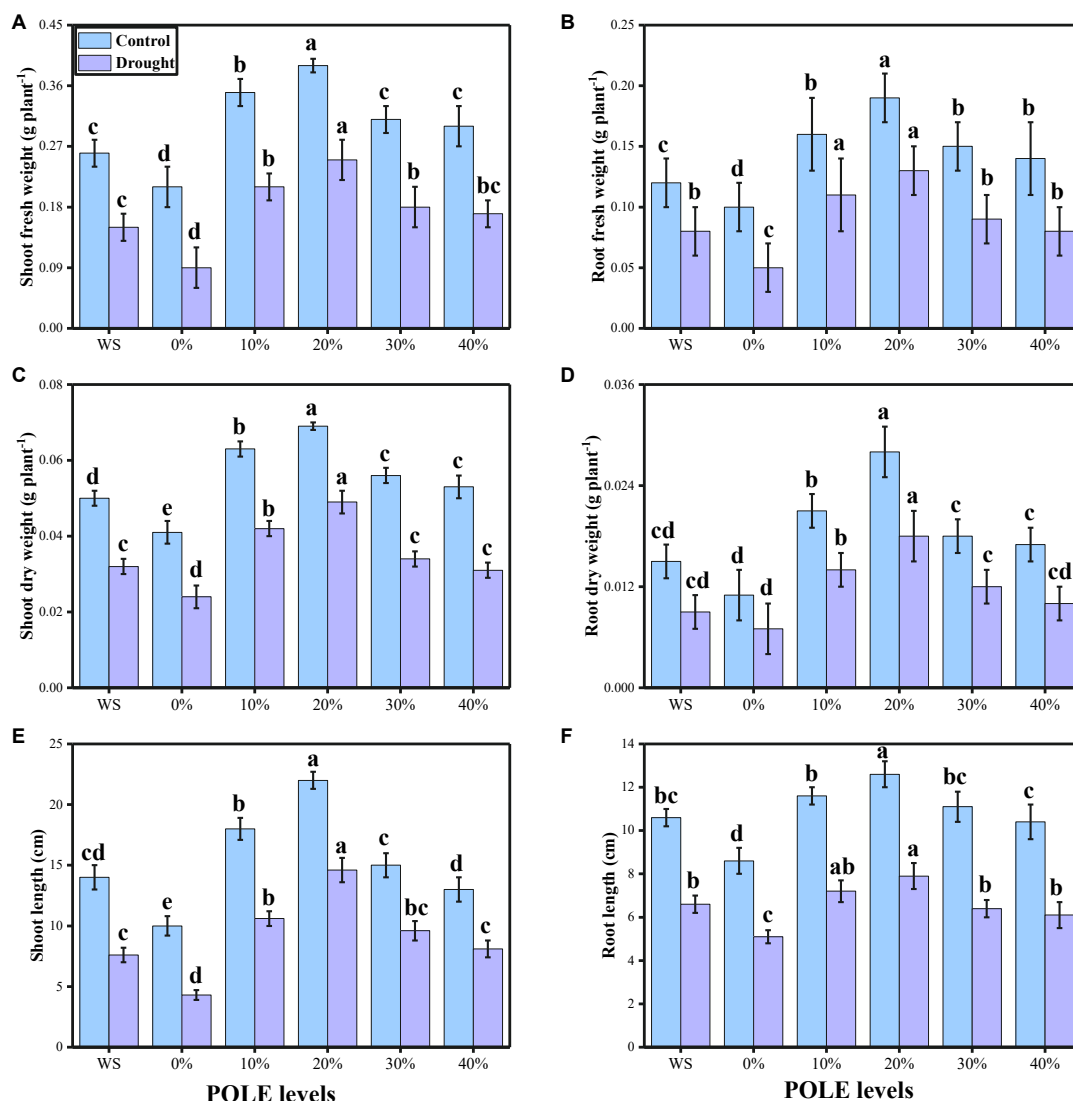 A
Control
Drought
Shoot fresh weight (g plant-1)
0.45
0.36
0.27
0.18
0.09
0.00
c c d d b b a a c b c bc
WS 0% 10% 20% 30% 40%
B
Root fresh weight (g plant-1)
0.25
0.20
0.15
0.10
0.05
0.00
c b d c b a a a b b b b
WS 0% 10% 20% 30% 40%
C
Shoot dry weight (g plant-1)
0.08
0.06
0.04
0.02
0.00
d c e d b b a a c c c c
WS 0% 10% 20% 30% 40%
D
Root dry weight (g plant-1)
0.036
0.024
0.012
0.000
cd cd d d b b a a c c c cd
WS 0% 10% 20% 30% 40%
E
Shoot length (cm)
25
20
15
10
5
0
cd c e d b b a a c bc d c
WS 0% 10% 20% 30% 40%
POLE levels
F
Root length (cm)
14
12
10
8
6
4
2
0
bc b d c b ab a a bc b c b
WS 0% 10% 20% 30% 40%
POLE levels